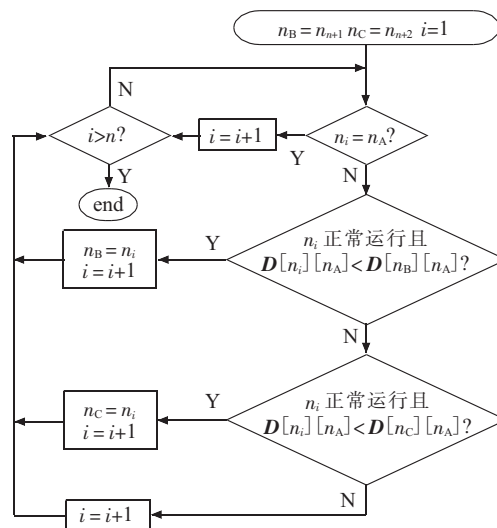 n_B = n_{n+1} n_C = n_{n+2} i=1
N
i>n?
i = i+1
n_i = n_A?
Y
Y
N
end
n_B = n_i
i = i+1
Y
n_i 正常运行且
D[n_i][n_A]<D[n_B][n_A]?
N
n_C = n_i
i = i+1
Y
n_i 正常运行且
D[n_i][n_A]<D[n_C][n_A]?
N
i = i+1